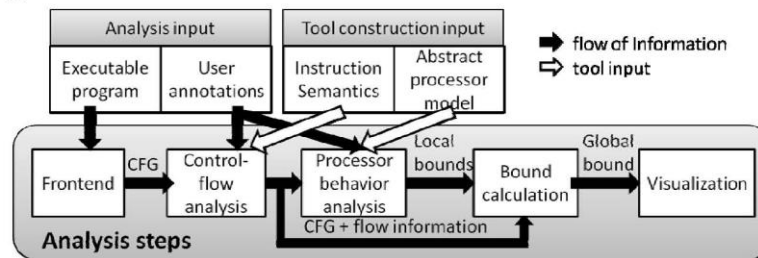 Analysis input
Tool construction input
Executable
program
User
annotations
Instruction
Semantics
Abstract
processor
model
flow of Information
tool input
Frontend
CFG
Control-
flow
analysis
Processor
behavior
analysis
Local
bounds
Bound
calculation
Global
bound
Visualization
CFG + flow information
Analysis steps